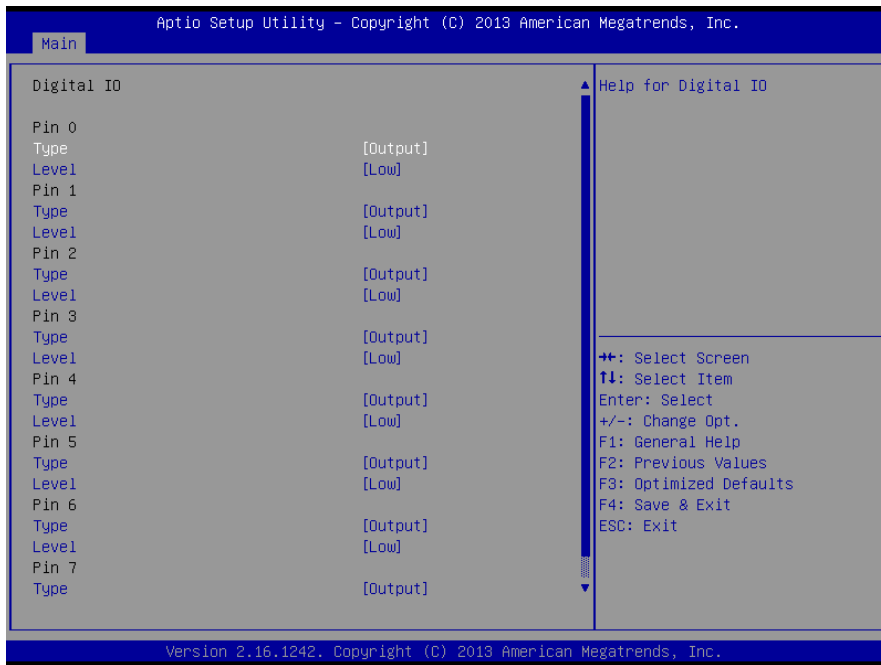 Aptio Setup Utility – Copyright (C) 2013 American Megatrends, Inc.
Main
Digital IO
Pin 0
Type [Output]
Level [Low]
Pin 1
Type [Output]
Level [Low]
Pin 2
Type [Output]
Level [Low]
Pin 3
Type [Output]
Level [Low]
Pin 4
Type [Output]
Level [Low]
Pin 5
Type [Output]
Level [Low]
Pin 6
Type [Output]
Level [Low]
Pin 7
Type [Output]
Help for Digital IO
→←: Select Screen
↑↓: Select Item
Enter: Select
+/-: Change Opt.
F1: General Help
F2: Previous Values
F3: Optimized Defaults
F4: Save & Exit
ESC: Exit
Version 2.16.1242. Copyright (C) 2013 American Megatrends, Inc.